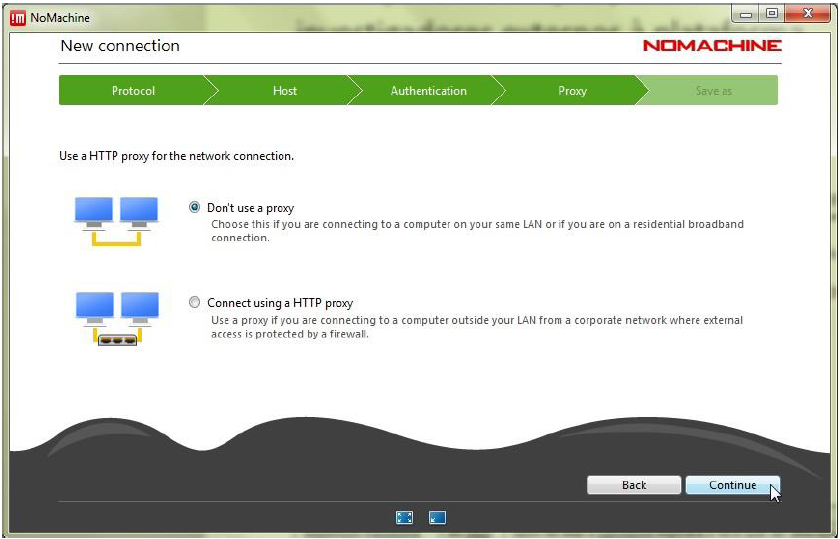 !M NoMachine
investigadores externos à plataforma
New connection
NOMACHINE
Protocol
Host
Authentication
Proxy
Save as
Use a HTTP proxy for the network connection.
Don't use a proxy
Choose this if you are connecting to a computer on your same LAN or if you are on a residential broadband
connection.
Connect using a HTTP proxy
Use a proxy if you are connecting to a computer outside your LAN from a corporate network where external
access is protected by a firewall.
Back
Continue